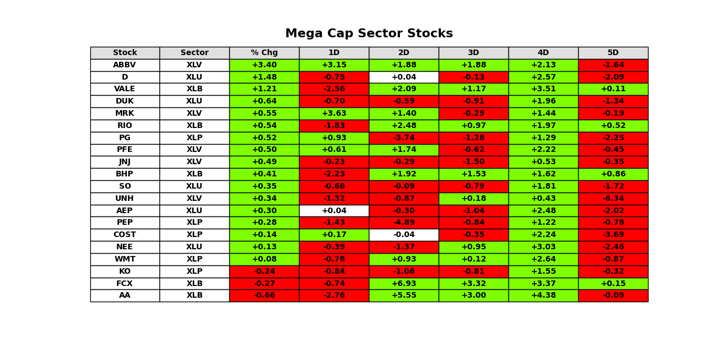 Mega Cap Sector Stocks
Stock Sector % Chg 1D 2D 3D 4D 5D
ABBV XLV +3.40 +3.15 +1.88 +1.88 +2.13 -1.64
D XLU +1.48 -0.75 +0.04 -0.13 +2.57 -2.09
VALE XLB +1.21 -2.56 +2.09 +1.17 +3.51 +0.11
DUK XLU +0.64 -0.70 -0.59 -0.91 +1.96 -1.34
MRK XLV +0.55 +3.63 +1.40 -0.29 +1.44 -0.19
RIO XLB +0.54 -1.83 +2.48 +0.97 +1.97 +0.52
PG XLP +0.52 +0.93 -3.74 -1.26 +1.29 -2.25
PFE XLV +0.50 +0.61 +1.74 -0.62 +2.22 -0.45
JNJ XLV +0.49 -0.23 -0.29 -1.50 +0.53 -0.35
BHP XLB +0.41 -2.23 +1.92 +1.53 +1.62 +0.86
SO XLU +0.35 -0.68 -0.05 -0.79 +1.81 -1.72
UNH XLV +0.34 -1.32 -0.87 +0.18 +0.43 -6.34
AEP XLU +0.30 +0.04 -0.30 -1.04 +2.48 -2.02
PEP XLP +0.28 -1.43 -4.89 -0.84 +1.22 -0.78
COST XLP +0.14 +0.17 -0.04 -0.35 +2.24 -3.69
NEE XLU +0.13 -0.39 -1.37 +0.95 +3.03 -2.46
WMT XLP +0.08 -0.78 +0.93 +0.12 +2.64 -0.87
KO XLP -0.24 -0.84 -1.06 -0.81 +1.55 -0.32
FCX XLB -0.27 -0.74 +6.93 +3.32 +3.37 +0.15
AA XLB -0.66 -2.76 +5.55 +3.00 +4.38 -0.09